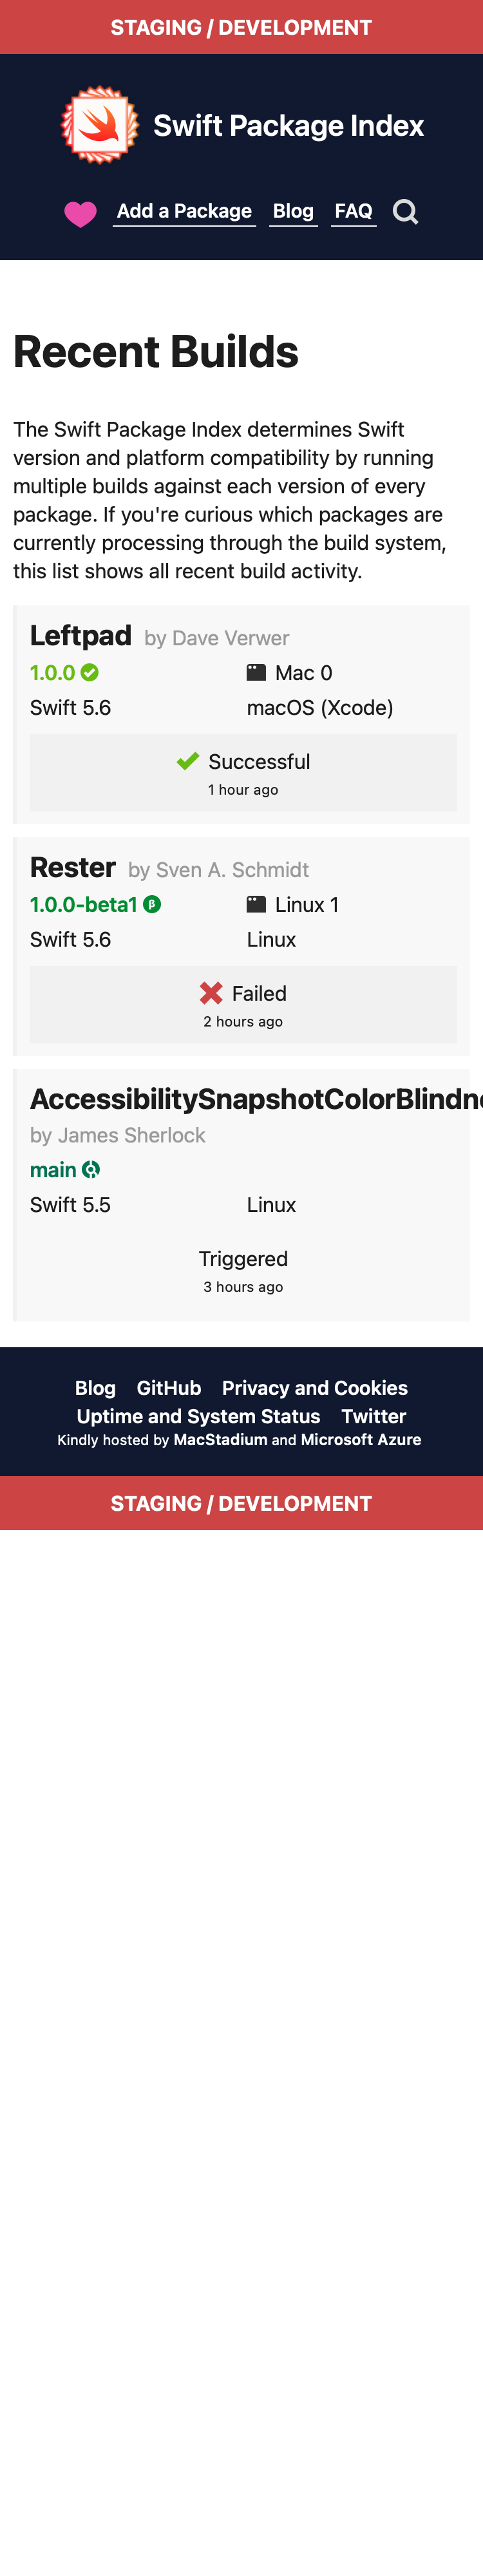 STAGING / DEVELOPMENT
Swift Package Index
Add a Package Blog FAQ
Recent Builds
The Swift Package Index determines Swift
version and platform compatibility by running
multiple builds against each version of every
package. If you're curious which packages are
currently processing through the build system,
this list shows all recent build activity.
Leftpad by Dave Verwer
1.0.0 Mac 0
Swift 5.6 macOS (Xcode)
Successful
1 hour ago
Rester by Sven A. Schmidt
1.0.0-beta1 β Linux 1
Swift 5.6 Linux
Failed
2 hours ago
AccessibilitySnapshotColorBlindn
by James Sherlock
main
Swift 5.5 Linux
Triggered
3 hours ago
Blog GitHub Privacy and Cookies
Uptime and System Status Twitter
Kindly hosted by MacStadium and Microsoft Azure
STAGING / DEVELOPMENT